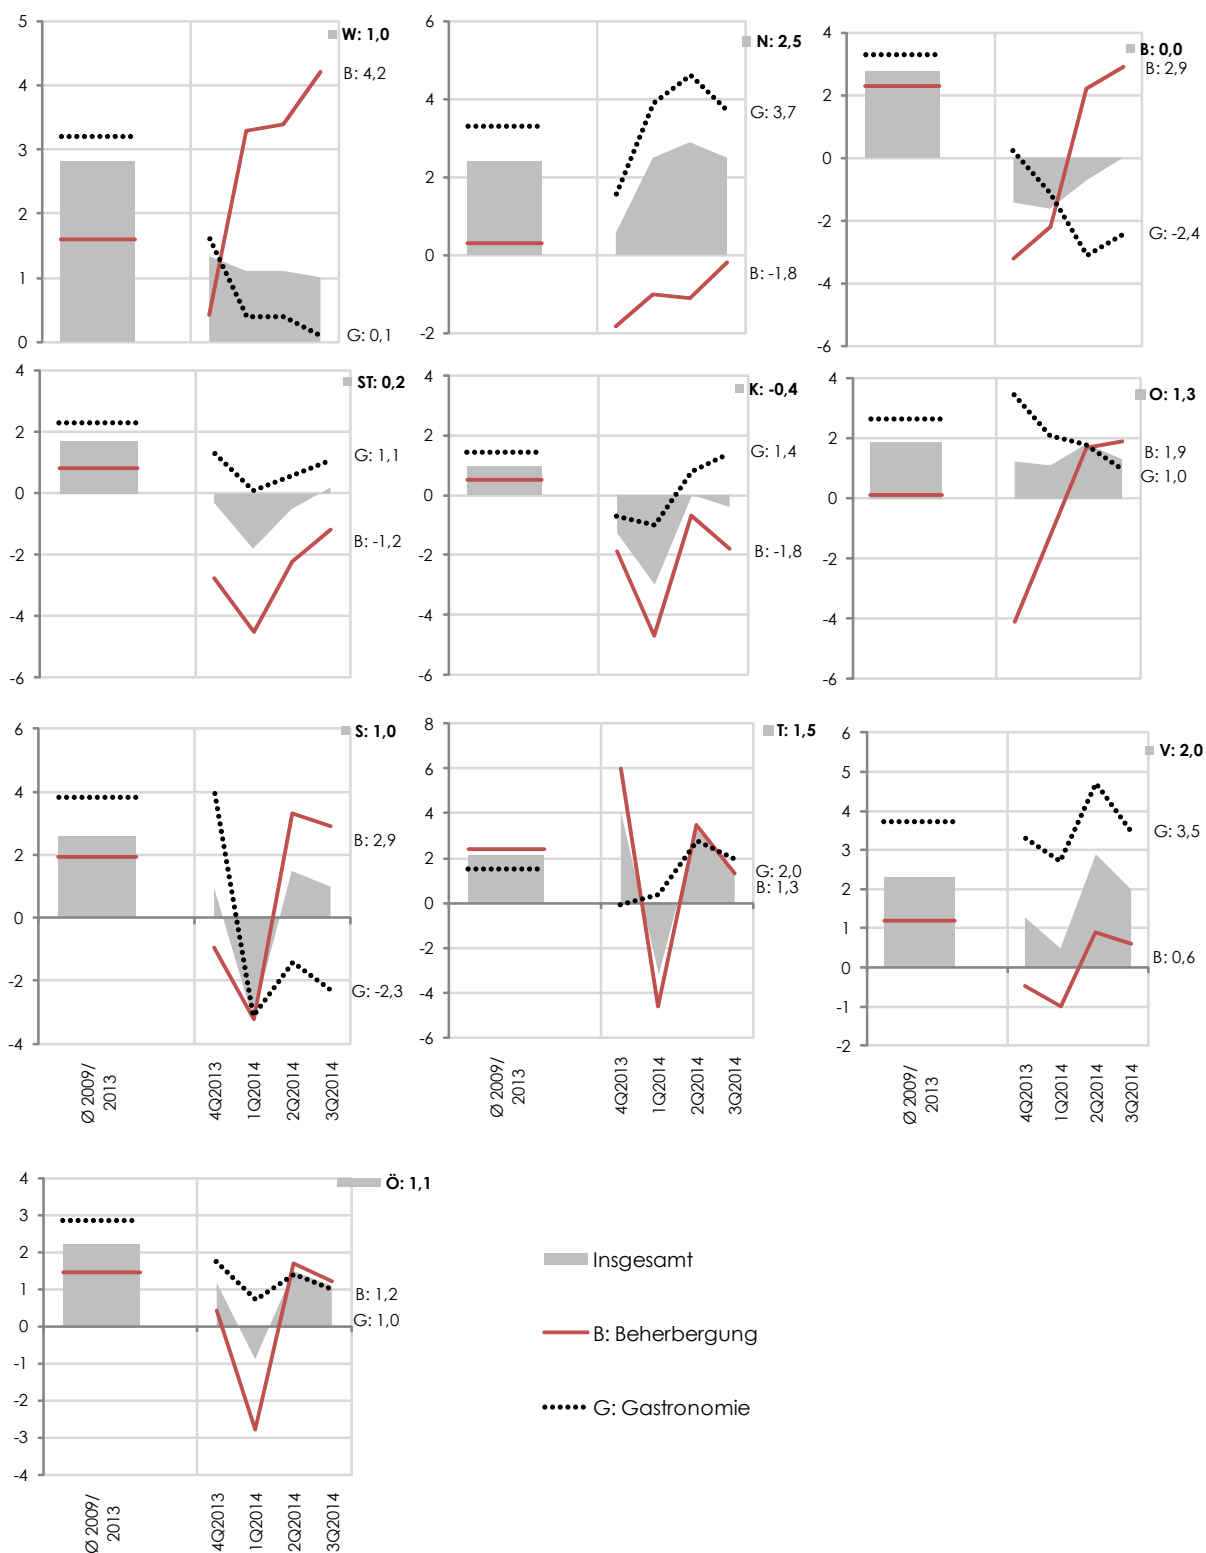 5
4
3
2
1
0
W: 1,0
B: 4,2
G: 0,1
6
4
2
0
-2
N: 2,5
G: 3,7
B: -1,8
4
2
0
-2
-4
-6
B: 0,0
B: 2,9
G: -2,4
4
2
0
-2
-4
-6
ST: 0,2
G: 1,1
B: -1,2
4
2
0
-2
-4
-6
K: -0,4
G: 1,4
B: -1,8
4
2
0
-2
-4
-6
O: 1,3
B: 1,9
G: 1,0
6
4
2
0
-2
-4
S: 1,0
B: 2,9
G: -2,3
Ø 2009/
2013
4Q2013
1Q2014
2Q2014
3Q2014
8
6
4
2
0
-2
-4
-6
T: 1,5
G: 2,0
B: 1,3
Ø 2009/
2013
4Q2013
1Q2014
2Q2014
3Q2014
6
5
4
3
2
1
0
-1
-2
V: 2,0
G: 3,5
B: 0,6
Ø 2009/
2013
4Q2013
1Q2014
2Q2014
3Q2014
4
3
2
1
0
-1
-2
-3
-4
Ö: 1,1
B: 1,2
G: 1,0
Ø 2009/
2013
4Q2013
1Q2014
2Q2014
3Q2014
Insgesamt
B: Beherbergung
G: Gastronomie